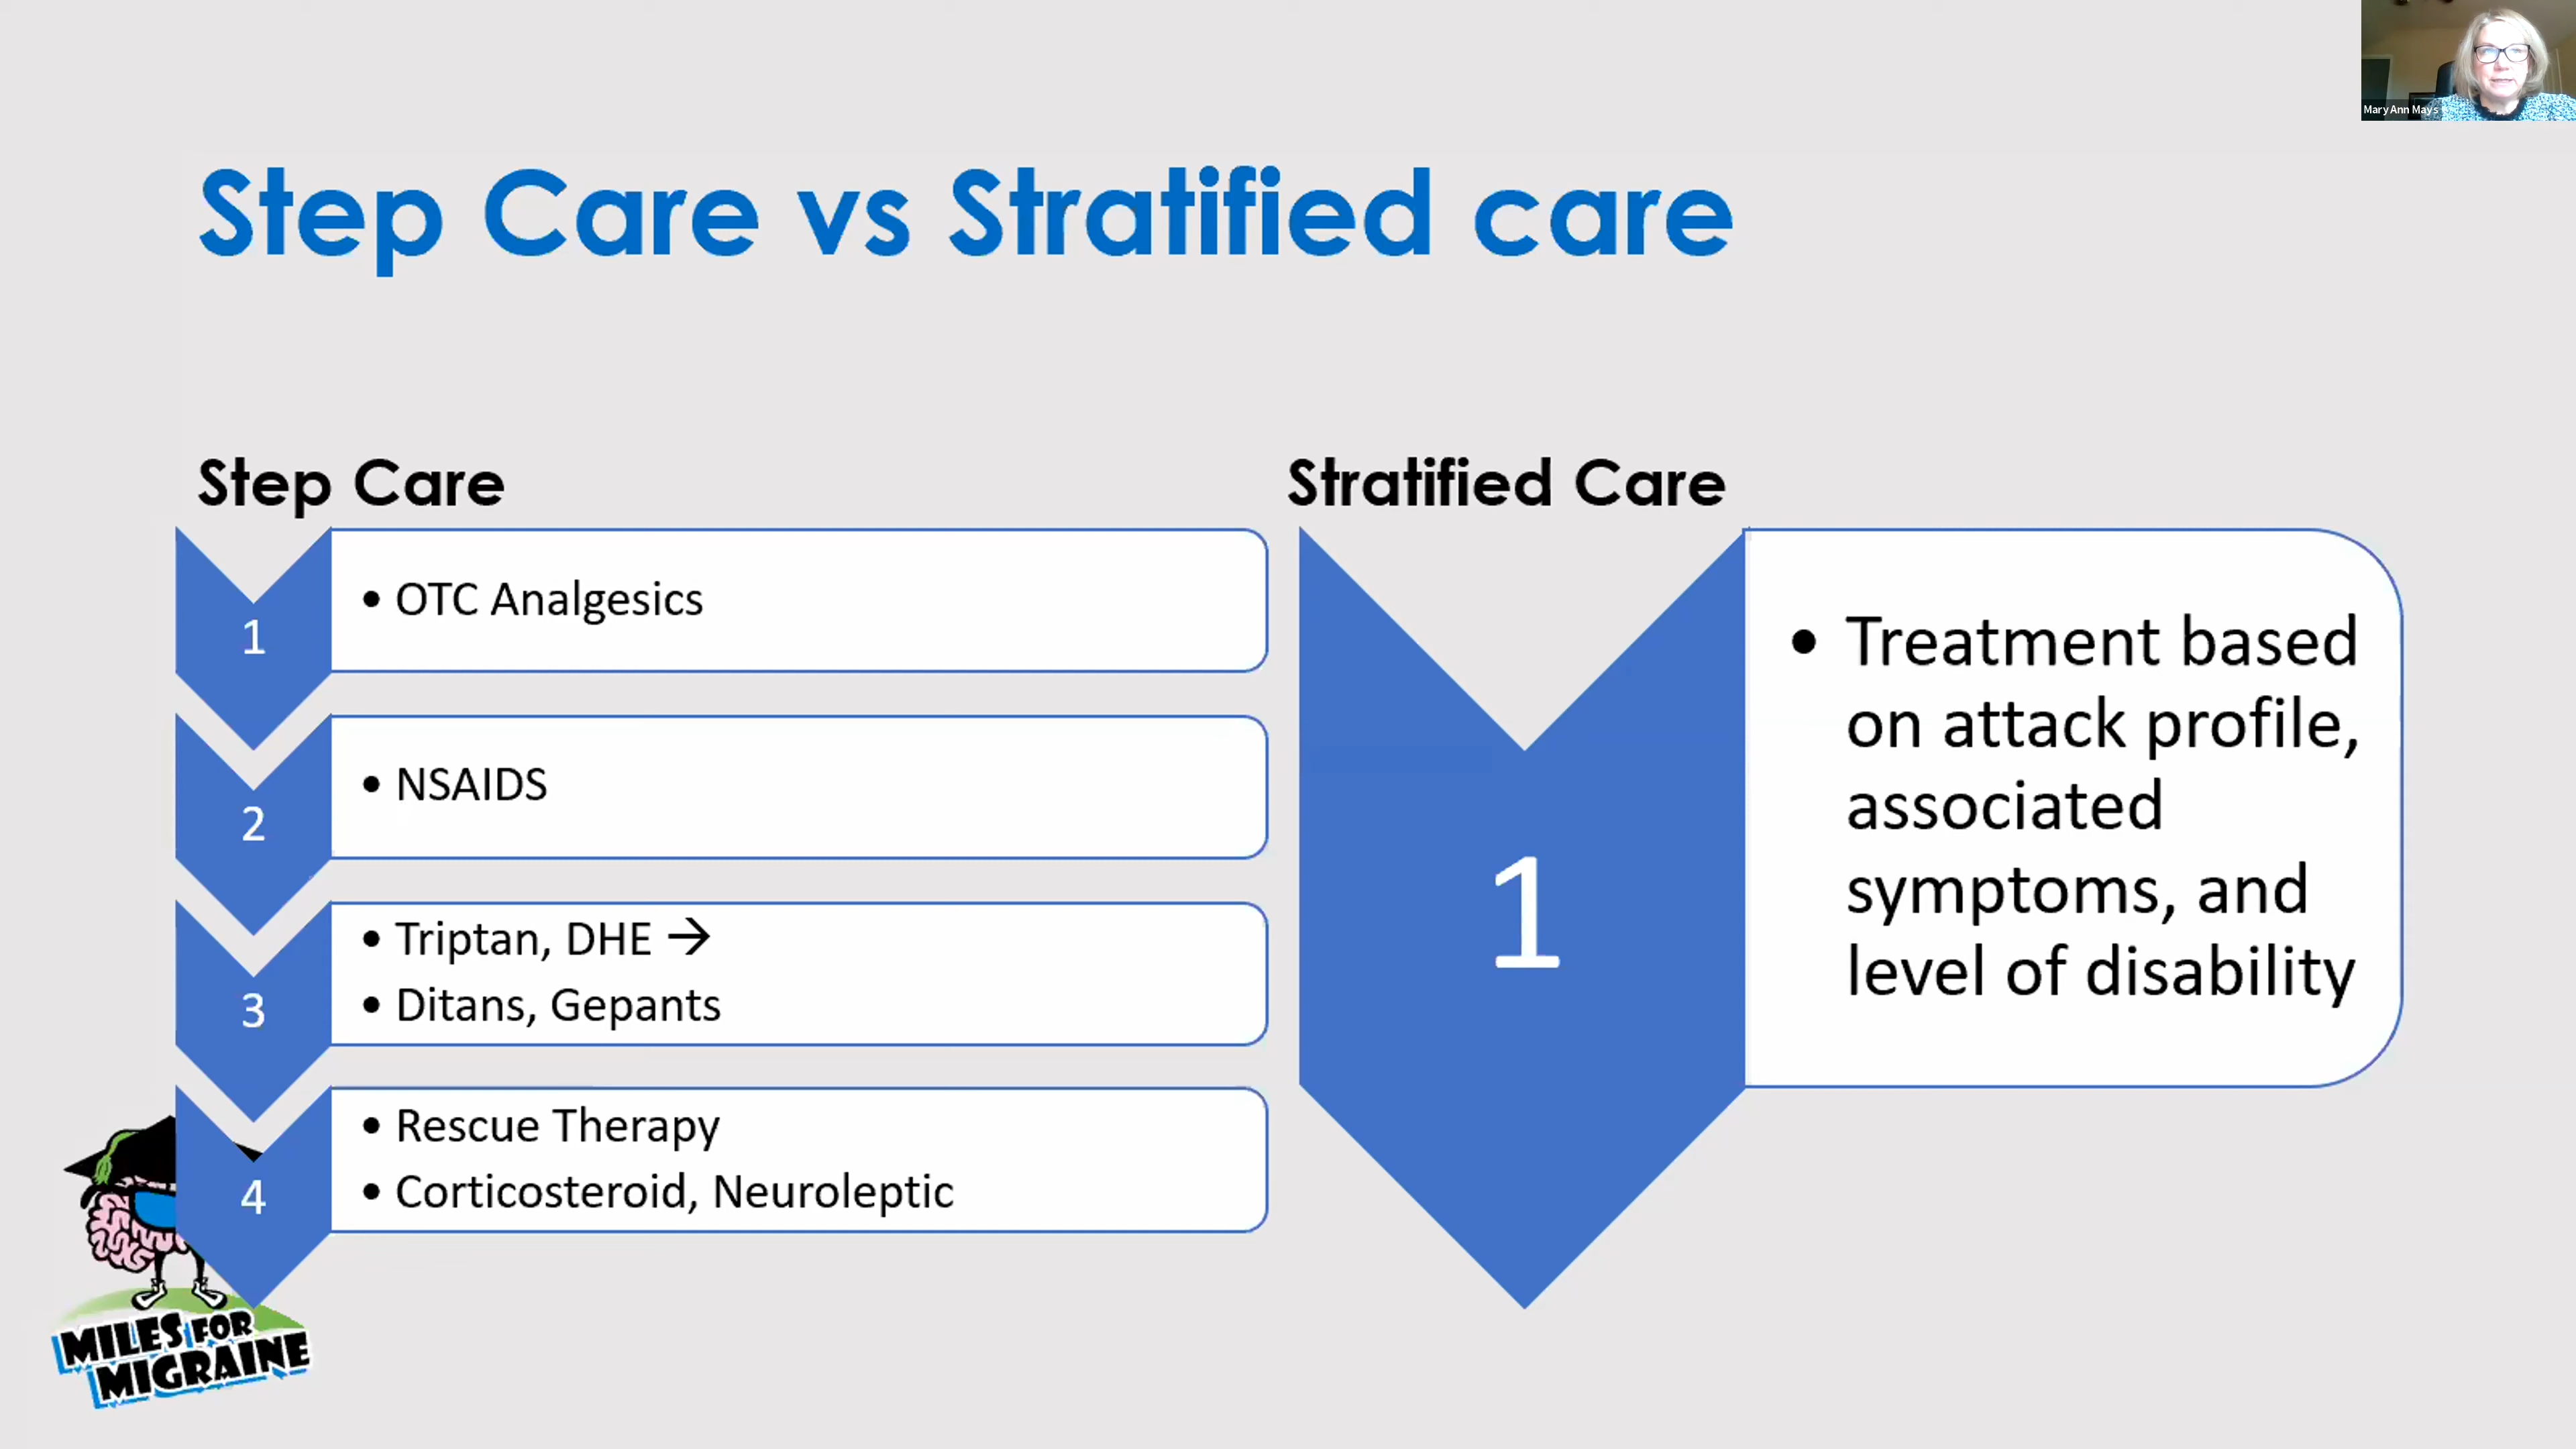 MaryAnn Mays
Step Care vs Stratified care
Step Care
1
• OTC Analgesics
2
• NSAIDS
3
• Triptan, DHE →
• Ditans, Gepants
4
• Rescue Therapy
• Corticosteroid, Neuroleptic
Stratified Care
1
• Treatment based
on attack profile,
associated
symptoms, and
level of disability
MILES FOR
MIGRAINE